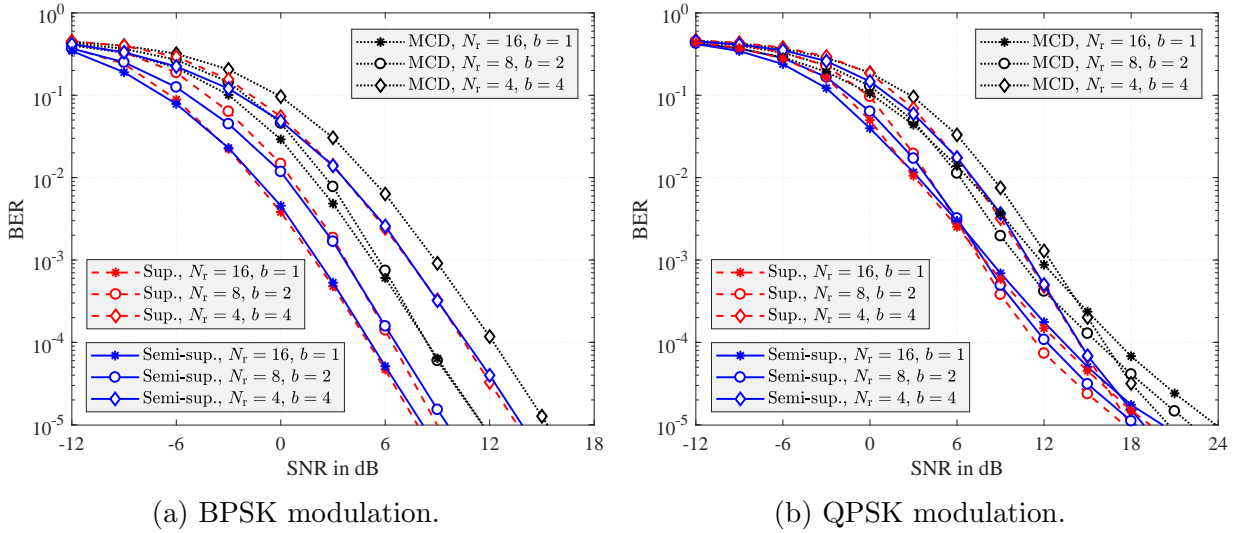 10^0
10^-1
10^-2
10^-3
10^-4
10^-5
BER
-12 -6 0 6 12 18
SNR in dB
MCD, N_r = 16, b = 1
MCD, N_r = 8, b = 2
MCD, N_r = 4, b = 4
Sup., N_r = 16, b = 1
Sup., N_r = 8, b = 2
Sup., N_r = 4, b = 4
Semi-sup., N_r = 16, b = 1
Semi-sup., N_r = 8, b = 2
Semi-sup., N_r = 4, b = 4
(a) BPSK modulation.
10^0
10^-1
10^-2
10^-3
10^-4
10^-5
BER
-12 -6 0 6 12 18 24
SNR in dB
MCD, N_r = 16, b = 1
MCD, N_r = 8, b = 2
MCD, N_r = 4, b = 4
Sup., N_r = 16, b = 1
Sup., N_r = 8, b = 2
Sup., N_r = 4, b = 4
Semi-sup., N_r = 16, b = 1
Semi-sup., N_r = 8, b = 2
Semi-sup., N_r = 4, b = 4
(b) QPSK modulation.